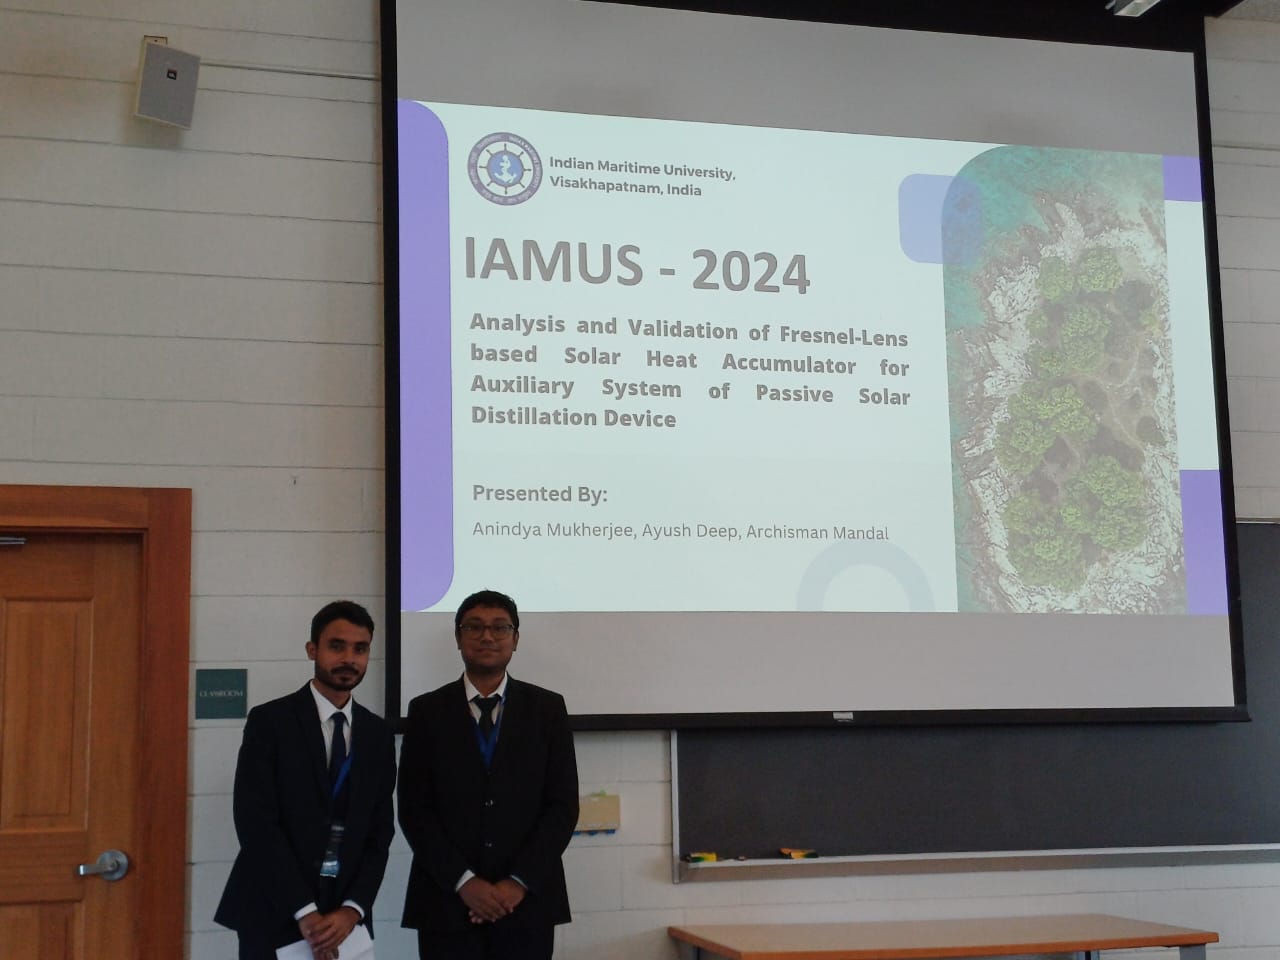 Indian Maritime University,
Visakhapatnam, India
IAMUS - 2024
Analysis and Validation of Fresnel-Lens
based Solar Heat Accumulator for
Auxiliary System of Passive Solar
Distillation Device
Presented By:
Anindya Mukherjee, Ayush Deep, Archisman Mandal
CLASSROOM